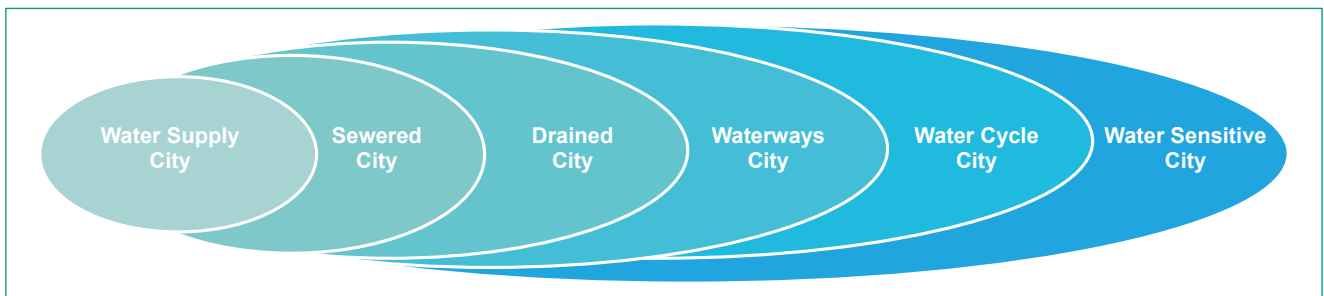 Water Supply
City
Sewered
City
Drained
City
Waterways
City
Water Cycle
City
Water Sensitive
City